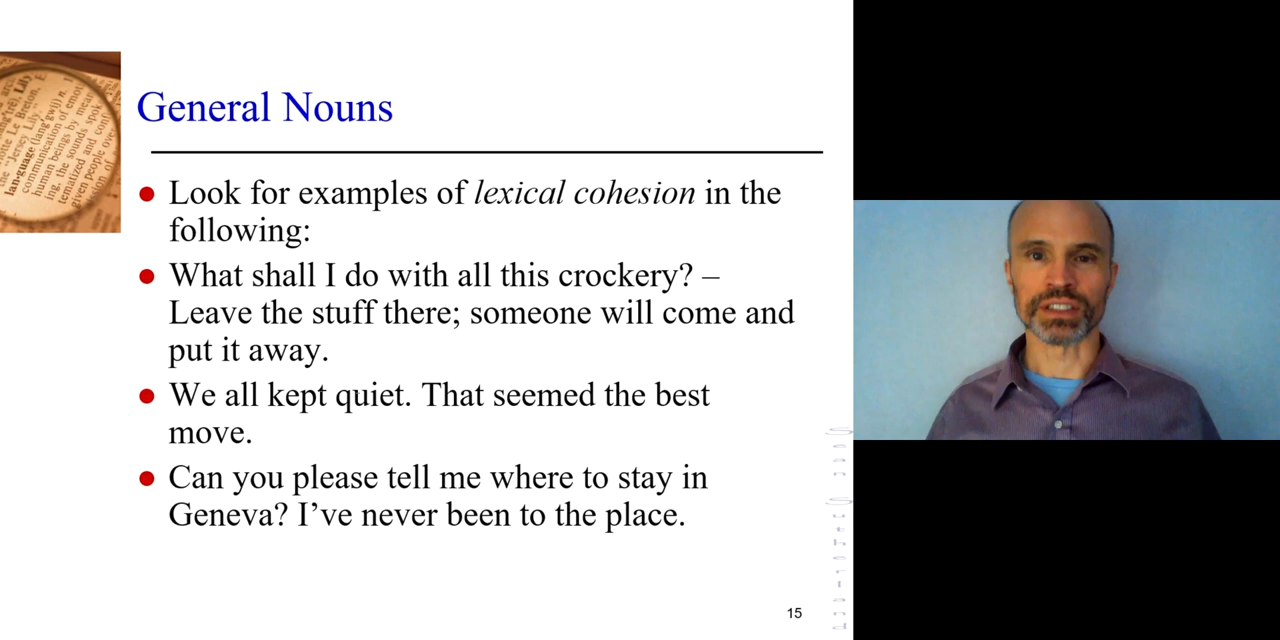 General Nouns
Look for examples of lexical cohesion in the
following:
What shall I do with all this crockery? –
Leave the stuff there; someone will come and
put it away.
We all kept quiet. That seemed the best
move.
Can you please tell me where to stay in
Geneva? I’ve never been to the place.
15